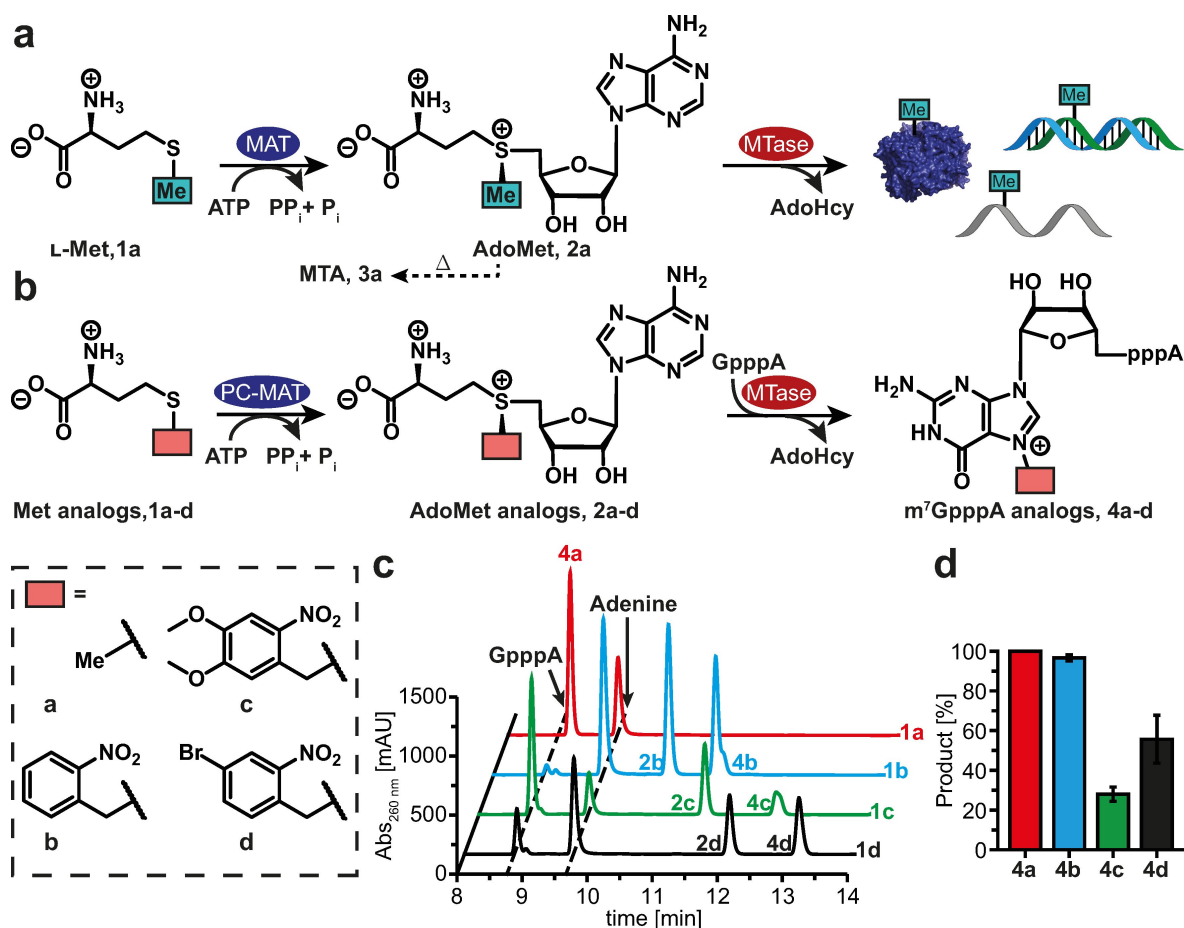 a
NH₂
⊕
NH₃
O
⊖
O
S
Me
MAT
ATP
PPᵢ+ Pᵢ
L-Met,1a
⊕
NH₃
O
⊖
O
⊕
S
Me
N
N
N
N
O
OH OH
AdoMet, 2a
MTase
AdoHcy
Me
Me
Me
MTA, 3a
Δ
b
NH₂
⊕
NH₃
O
⊖
O
S
PC-MAT
ATP
PPᵢ+ Pᵢ
Met analogs,1a-d
⊕
NH₃
O
⊖
O
⊕
S
N
N
N
N
O
OH OH
AdoMet analogs, 2a-d
GpppA
MTase
AdoHcy
HO OH
O
pppA
H₂N
N
N
HN
N
⊕
O
m⁷GpppA analogs, 4a-d
=
Me
a
O
O
NO₂
c
NO₂
b
Br
NO₂
d
c
4a
Adenine
GpppA
1a
2b
4b
1b
2c
4c
1c
2d
4d
1d
Abs₂₆₀ ₙₘ [mAU]
1500
1000
500
0
8 9 10 11 12 13 14
time [min]
d
Product [%]
100
80
60
40
20
0
4a 4b 4c 4d